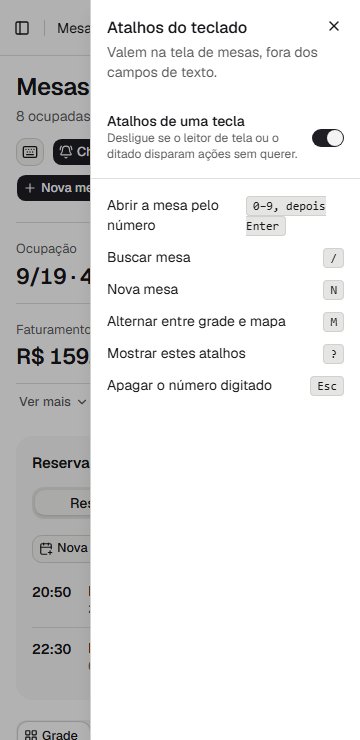 Mesa
Mesas
8 ocupadas
Nova me
Ocupação
9/19 · 4
Faturamento
R$ 159
Ver mais
Reserva
Nova
20:50
22:30
Grade
Atalhos do teclado
Valem na tela de mesas, fora dos
campos de texto.
Atalhos de uma tecla
Desligue se o leitor de tela ou o
ditado disparam ações sem querer.
Abrir a mesa pelo
número
0–9, depois
Enter
Buscar mesa /
Nova mesa N
Alternar entre grade e mapa M
Mostrar estes atalhos ?
Apagar o número digitado Esc